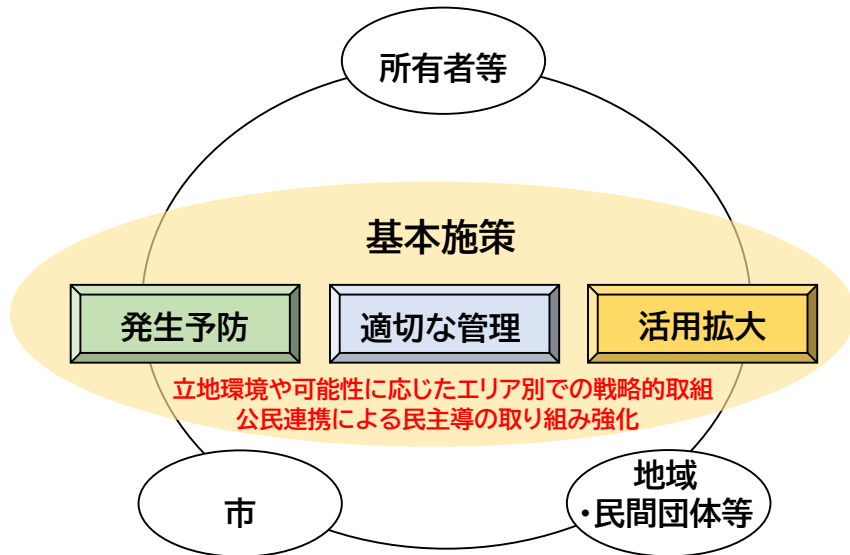 所有者等
基本施策
発生予防
適切な管理
活用拡大
立地環境や可能性に応じたエリア別での戦略的取組
公民連携による民主導の取り組み強化
市
地域
・民間団体等